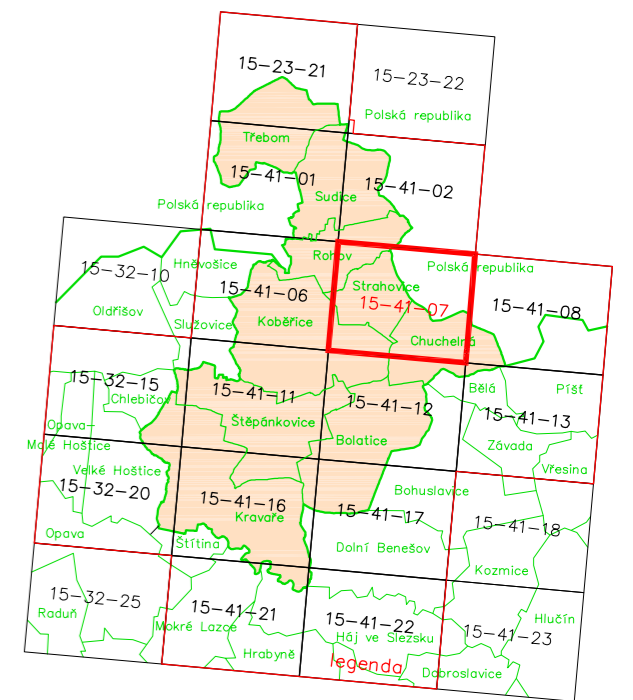 15-23-21
15-23-22
Polská republika
Třebom
15-41-01
15-41-02
Sudice
Polská republika
Rohov
Hněvošice
Polská republika
15-32-10
Strahovice
15-41-06
15-41-07
15-41-08
Oldřišov
Služovice
Kobeřice
Chuchelná
15-32-15
15-41-11
Bělá
Píšť
Chlebičov
15-41-12
15-41-13
Opava-
Malé Hoštice
Štěpánkovice
Bolatice
Závada
Velké Hoštice
Vřesina
15-32-20
Bohuslavice
15-41-16
Kravaře
15-41-17
15-41-18
Opava
Štítina
Dolní Benešov
Kozmice
15-32-25
15-41-21
15-41-22
Raduň
Mokré Lazce
Háj ve Slezsku
Hlučín
15-41-23
Hrabyně
legenda
Dobroslavice